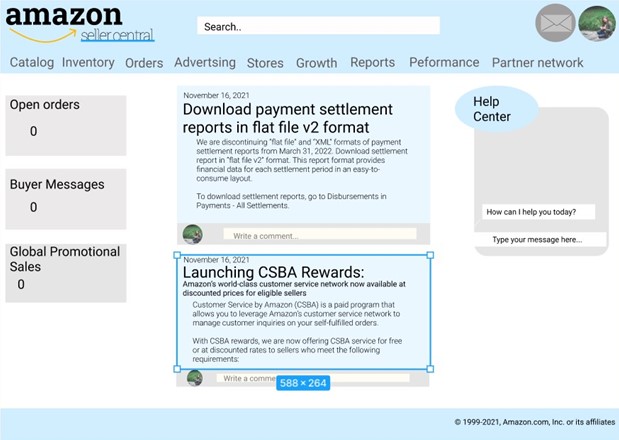 amazon
seller central
Search..
Catalog Inventory Orders Advertising Stores Growth Reports Peformance Partner network
Open orders
0
Buyer Messages
0
Global Promotional
Sales
0
November 16, 2021
Download payment settlement
reports in flat file v2 format
We are discontinuing "flat file" and "XML" formats of payment
settlement reports from March 31, 2022. Download settlement
report in "flat file v2" format. This report format provides
financial data for each settlement period in an easy-to-
consume layout.
To download settlement reports, go to Disbursements in
Payments - All Settlements.
Write a comment...
November 16, 2021
Launching CSBA Rewards:
Amazon's world-class customer service network now available at
discounted prices for eligible sellers
Customer Service by Amazon (CSBA) is a paid program that
allows you to leverage Amazon's customer service network to
manage customer inquiries on your self-fulfilled orders.
With CSBA rewards, we are now offering CSBA service for free
or at discounted rates to sellers who meet the following
requirements:
Write a comme
588 × 264
Help
Center
How can I help you today?
Type your message here...
© 1999-2021, Amazon.com, Inc. or its affiliates